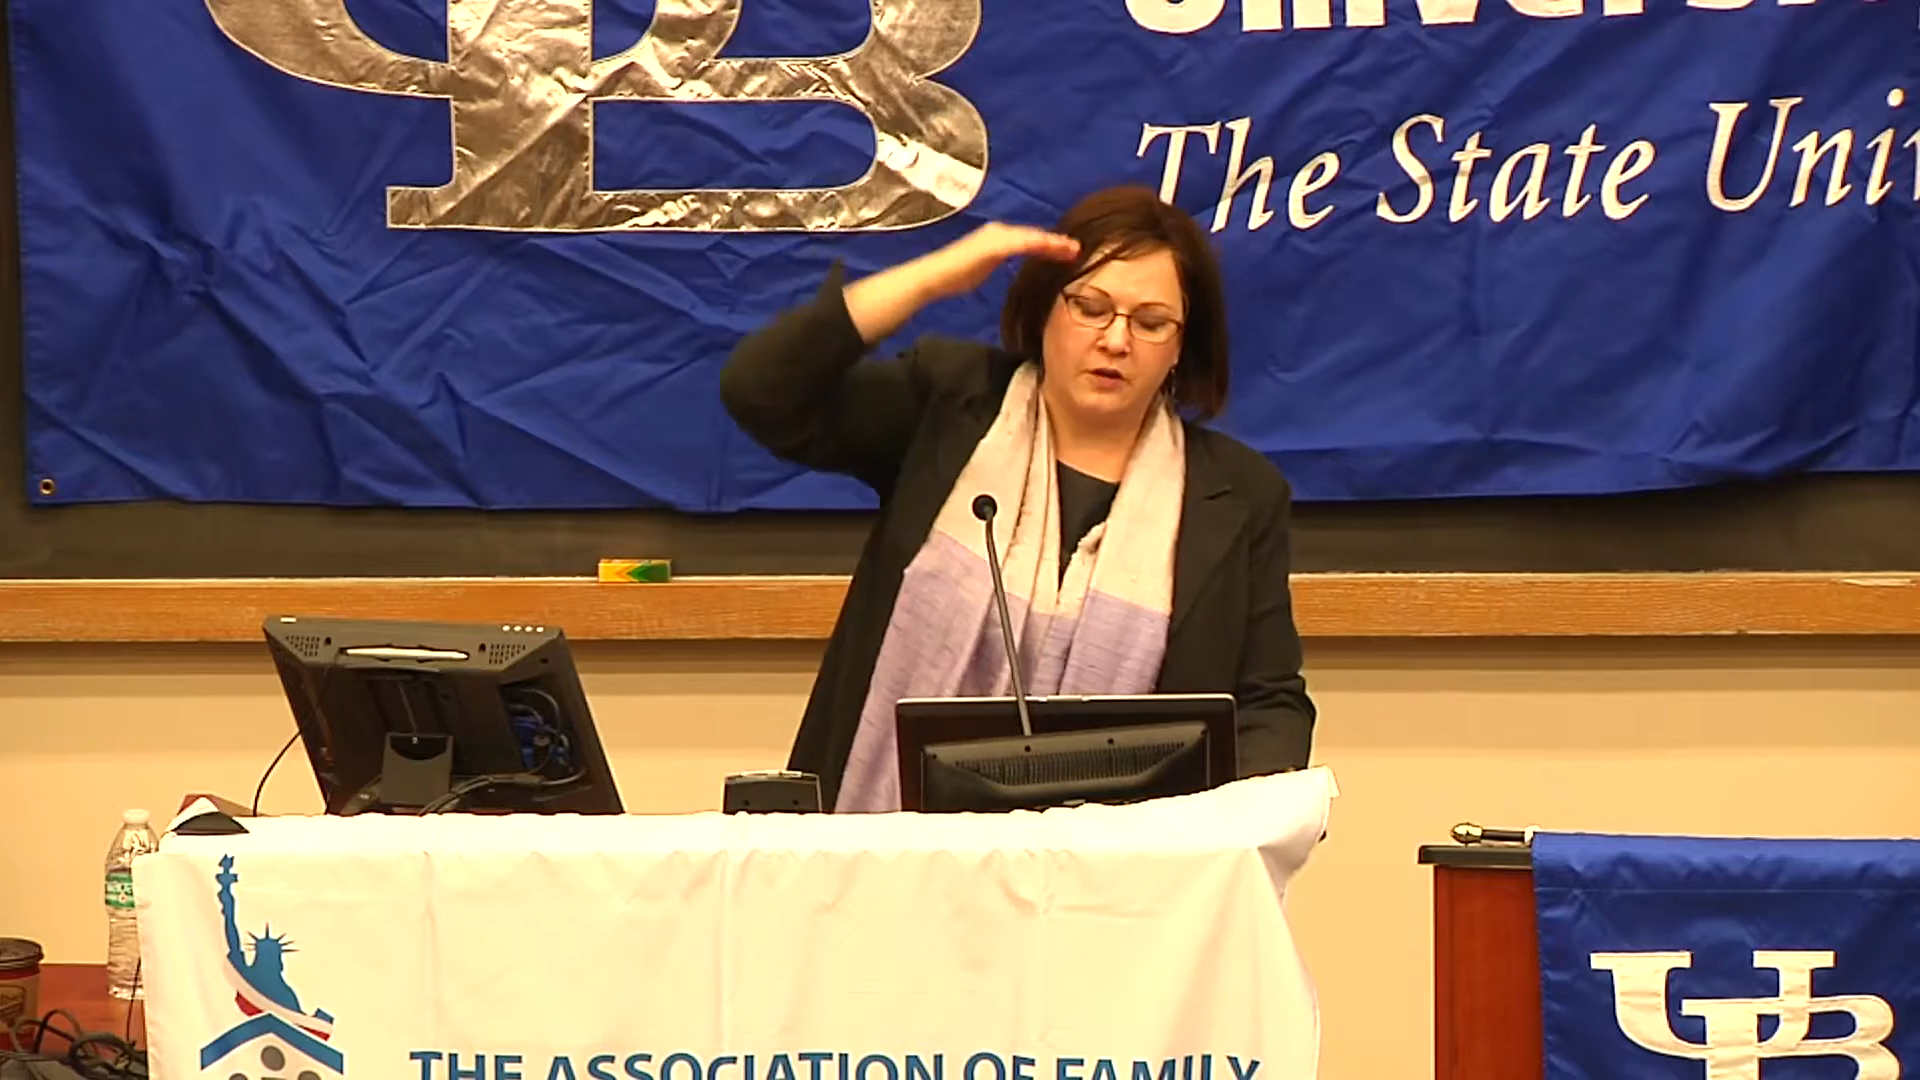 UB
The State Uni
THE ASSOCIATION OF FAMILY
UB